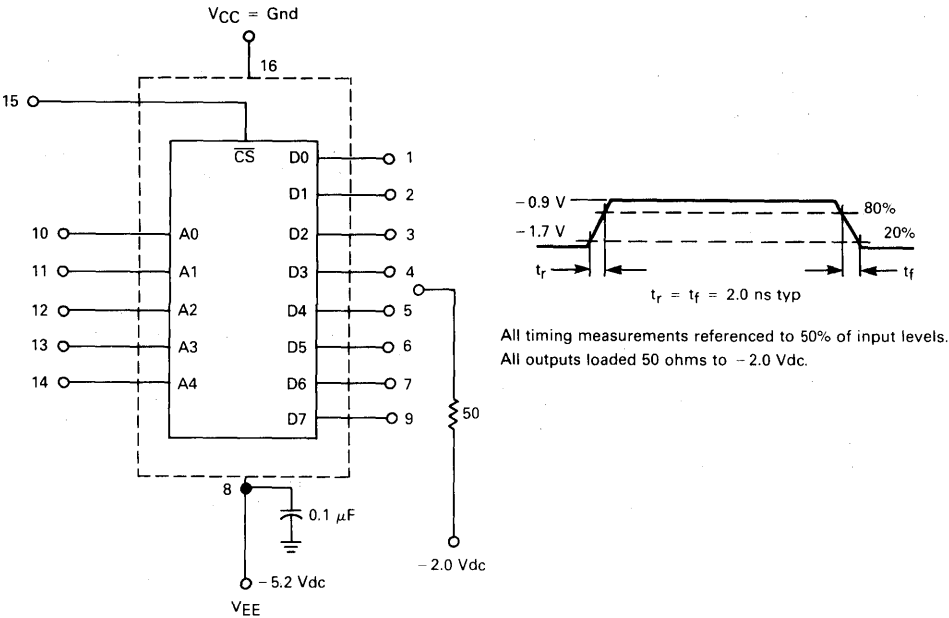 VCC = Gnd
16
15
CS
D0 1
D1 2
10 A0 D2 3
11 A1 D3 4
12 A2 D4 5
13 A3 D5 6
14 A4 D6 7
D7 9
50
8
0.1 μF
-2.0 Vdc
-5.2 Vdc
VEE
-0.9 V
80%
-1.7 V
20%
tr
tf
tr = tf = 2.0 ns typ
All timing measurements referenced to 50% of input levels.
All outputs loaded 50 ohms to -2.0 Vdc.